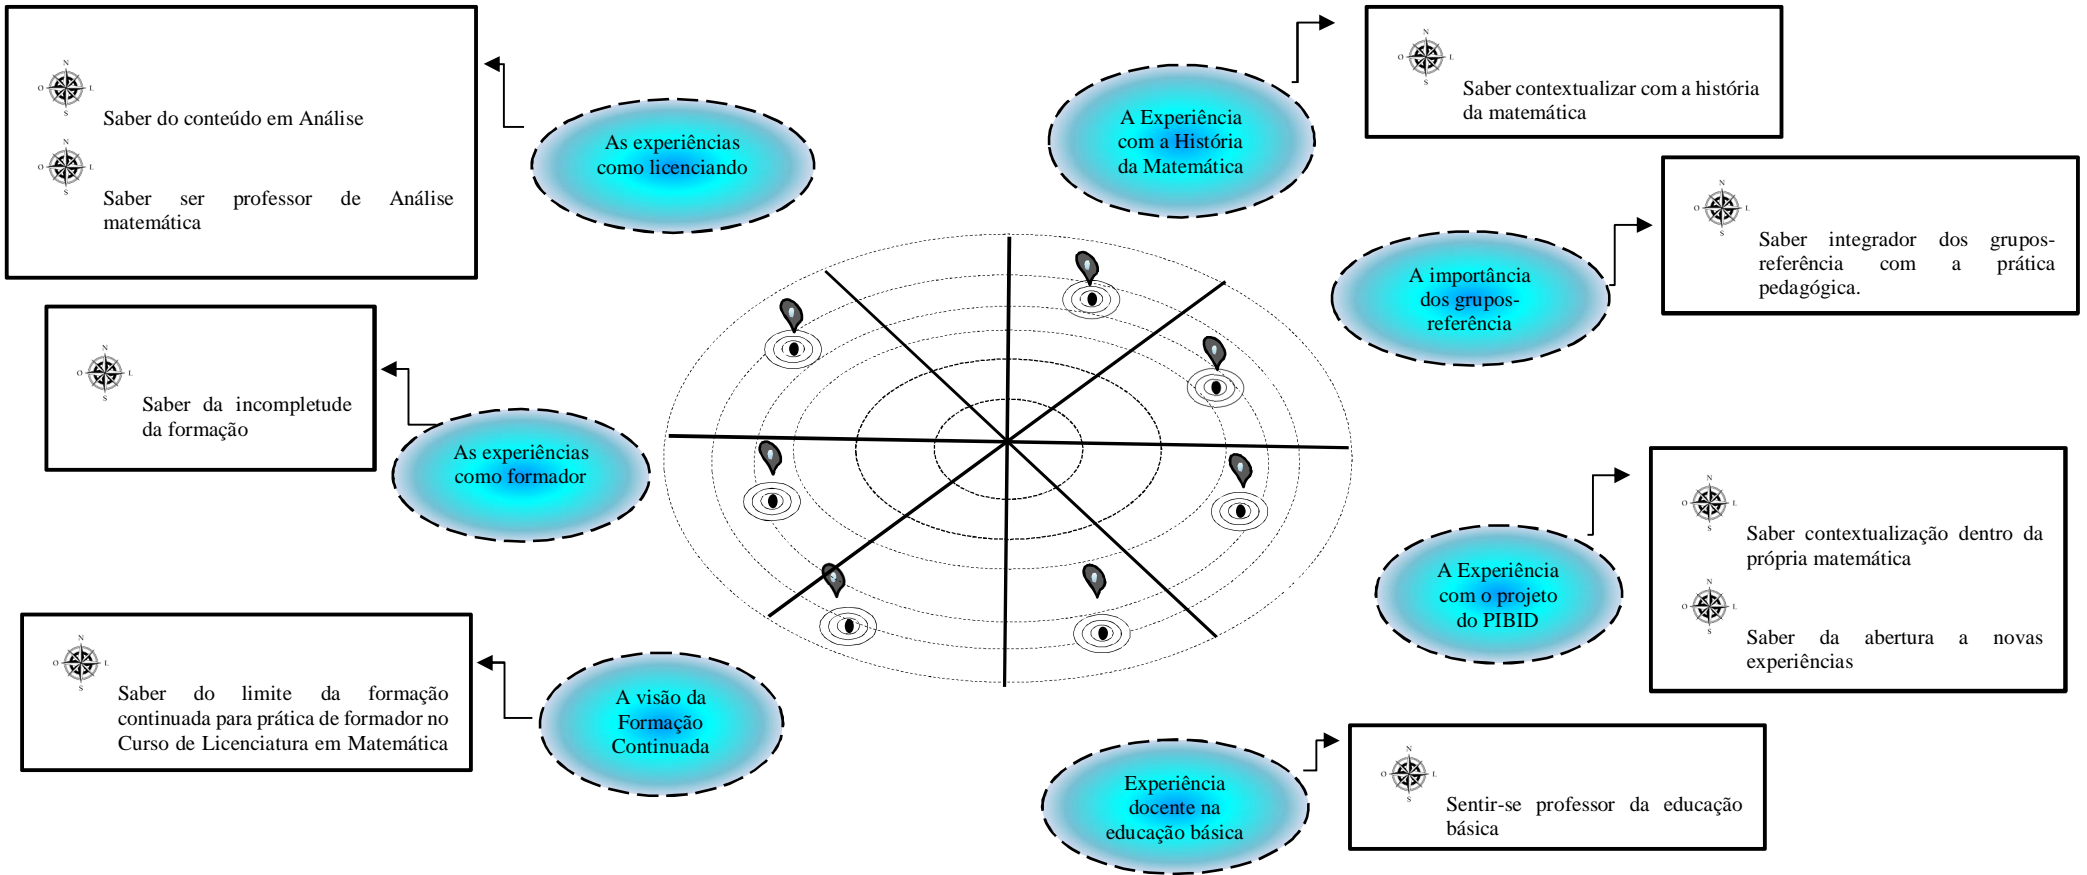 N
O L
S
Saber do conteúdo em Análise
N
O L
S
Saber ser professor de Análise
matemática
As experiências
como licenciando
A Experiência
com a História
da Matemática
N
O L
S
Saber contextualizar com a história
da matemática
A importância
dos grupos-
referência
N
O L
S
Saber integrador dos grupos-
referência com a prática
pedagógica.
N
O L
S
Saber da incompletude
da formação
As experiências
como formador
A Experiência
com o projeto
do PIBID
N
O L
S
Saber contextualização dentro da
própria matemática
N
O L
S
Saber da abertura a novas
experiências
N
O L
S
Saber do limite da formação
continuada para prática de formador no
Curso de Licenciatura em Matemática
A visão da
Formação
Continuada
Experiência
docente na
educação básica
N
O L
S
Sentir-se professor da educação
básica